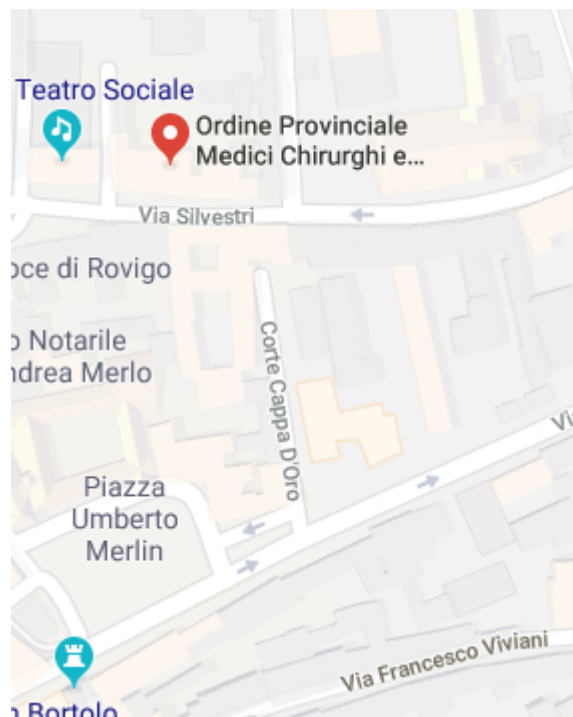 Teatro Sociale
Ordine Provinciale
Medici Chirurghi e...
Via Silvestri
oce di Rovigo
o Notarile
ndrea Merlo
Corte Cappa D'Oro
Piazza
Umberto
Merlin
Vi
Via Francesco Viviani
n Bortolo